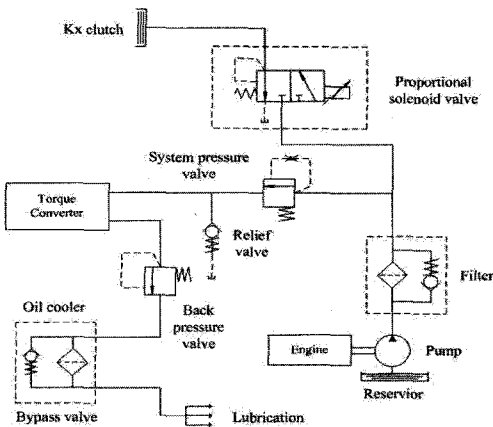 Kx clutch
Proportional
solenoid valve
System pressure
valve
Torque
Converter
Relief
valve
Filter
Oil cooler
Back
pressure
valve
Engine
Pump
Reservior
Bypass valve
Lubrication